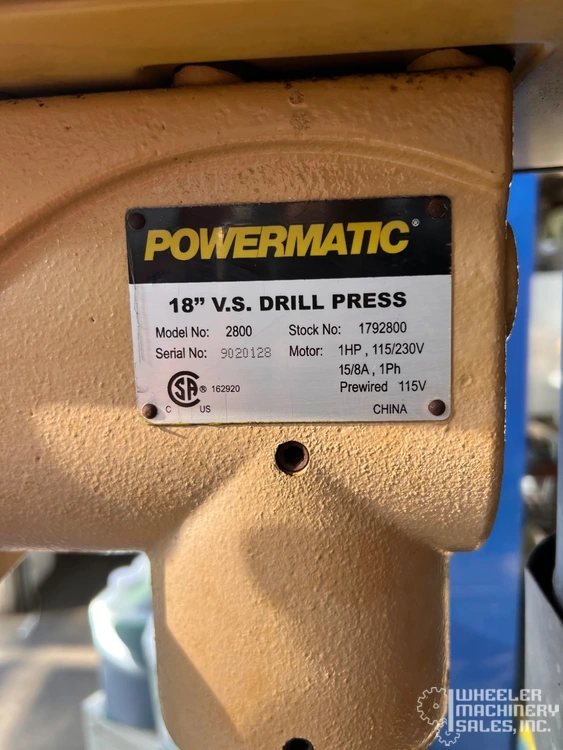 POWERMATIC®
18” V.S. DRILL PRESS
Model No: 2800 Stock No: 1792800
Serial No: 9020128 Motor: 1HP , 115/230V
15/8A , 1Ph
Prewired 115V
CSA ® 162920
C US
CHINA
WHEELER
MACHINERY
SALES, INC.